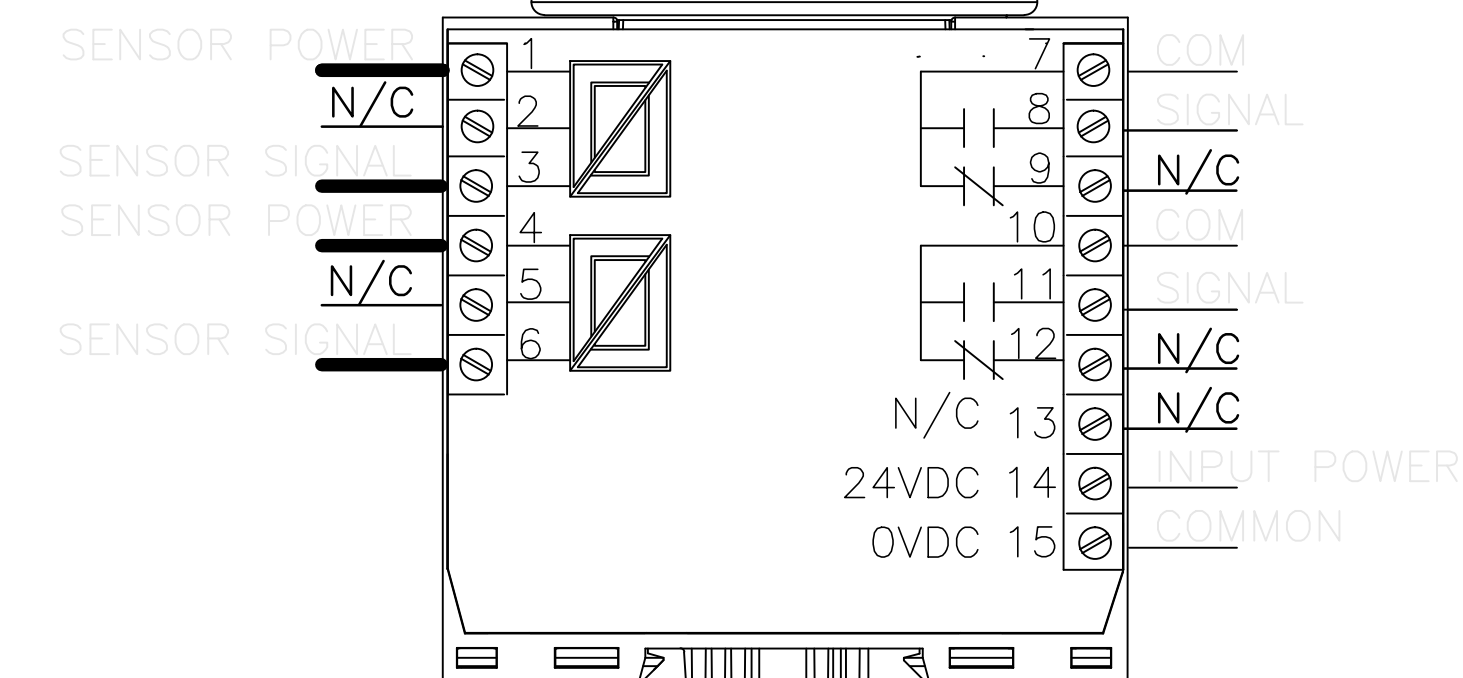 SENSOR POWER 1 7 COM
N/C 2 8 SIGNAL
SENSOR SIGNAL 3 9 N/C
SENSOR POWER 4 10 COM
N/C 5 11 SIGNAL
SENSOR SIGNAL 6 12 N/C
N/C 13 N/C
24VDC 14 INPUT POWER
0VDC 15 COMMON